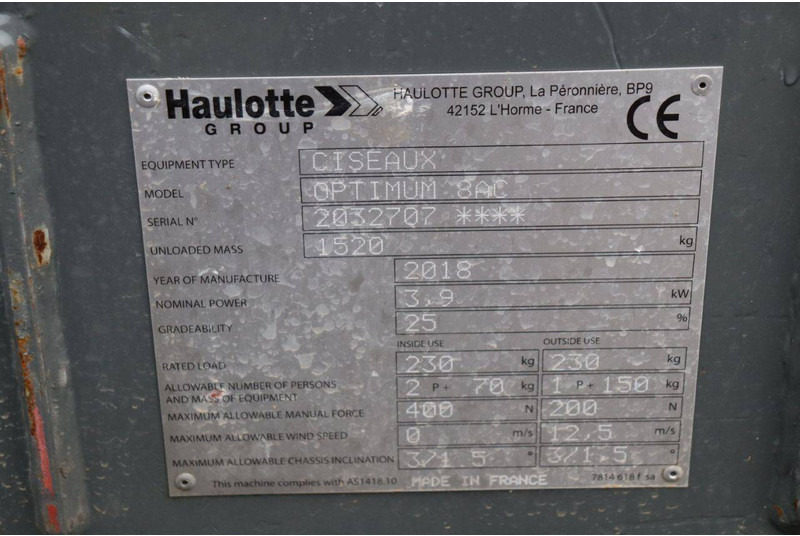 Haulotte GROUP
HAULOTTE GROUP, La Péronnière, BP9
42152 L'Horme - France
CE
EQUIPMENT TYPE CISEAUX
MODEL OPTIMUM 8AC
SERIAL N° 2032707 ****
UNLOADED MASS 1520 kg
YEAR OF MANUFACTURE 2018
NOMINAL POWER 3,9 kW
GRADEABILITY 25 %
INSIDE USE OUTSIDE USE
RATED LOAD 230 kg 230 kg
ALLOWABLE NUMBER OF PERSONS
AND MASS OF EQUIPMENT 2 P + 70 kg 1 P + 150 kg
MAXIMUM ALLOWABLE MANUAL FORCE 400 N 200 N
MAXIMUM ALLOWABLE WIND SPEED 0 m/s 12,5 m/s
MAXIMUM ALLOWABLE CHASSIS INCLINATION 3/1.5 ° 3/1.5 °
This machine complies with AS1418.10 MADE IN FRANCE 7814 618 f sa